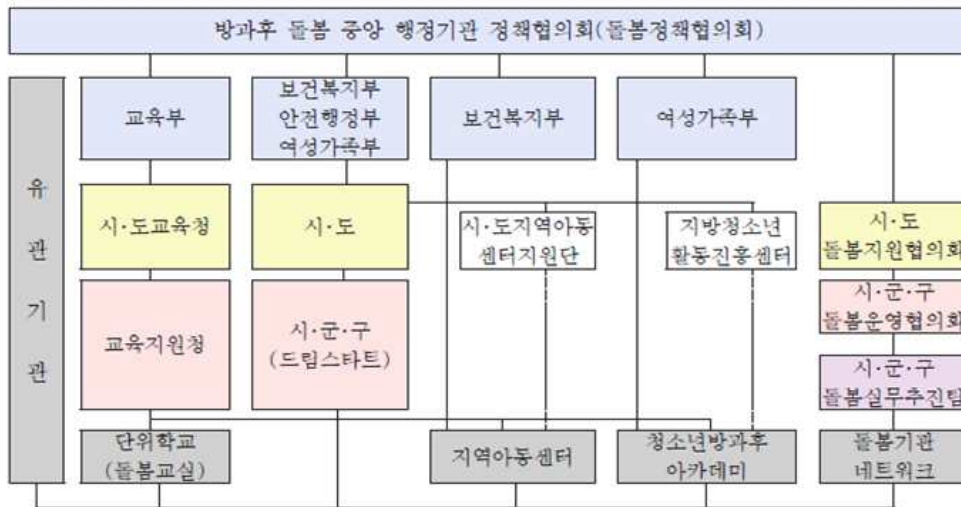 방과후 돌봄 중앙 행정기관 정책협의회(돌봄정책협의회)
유
관
기
관
교육부
보건복지부
안전행정부
여성가족부
보건복지부
여성가족부
시·도교육청
시·도
시·도지역아동
센터지원단
지방청소년
활동진흥센터
시·도
돌봄지원협의회
교육지원청
시·군·구
(드림스타트)
시·군·구
돌봄운영협의회
시·군·구
돌봄실무추진팀
단위학교
(돌봄교실)
지역아동센터
청소년방과후
아카데미
돌봄기관
네트워크